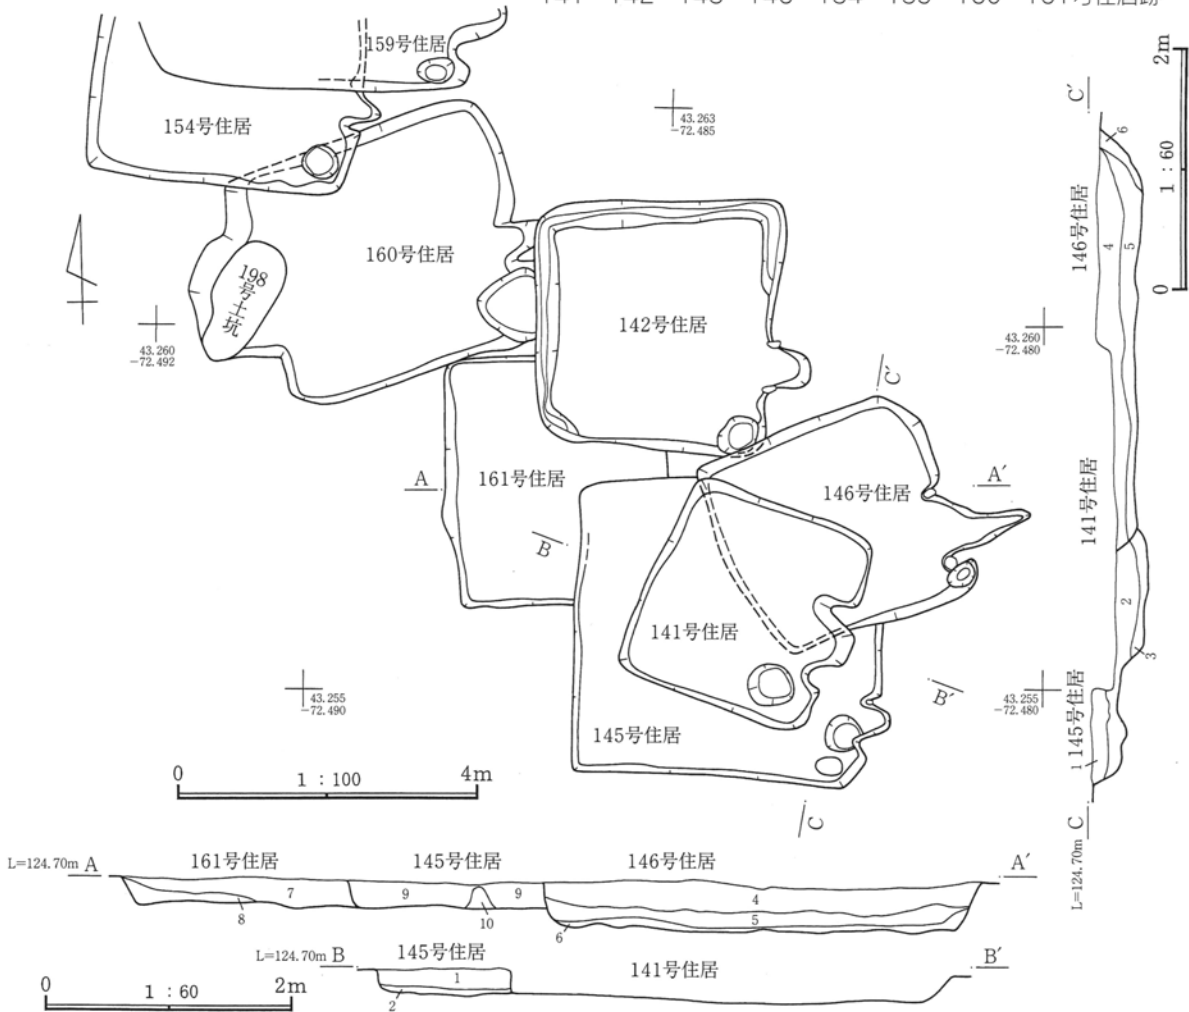 159号住居
154号住居
43.263
−72.485
160号住居
198号土坑
142号住居
43.260
−72.492
43.260
−72.480
C′
A
161号住居
146号住居
A′
B
141号住居
43.255
−72.490
B′
43.255
−72.480
145号住居
C
0 1：100 4m
C′
6
146号住居
4
5
141号住居
2
3
145号住居
1
C
L=124.70m
2m
1：60
0
161号住居 145号住居 146号住居
L=124.70m A A′
7 9 9 4
8 10 5
6
145号住居
141号住居
L=124.70m B B′
1
2
0 1：60 2m